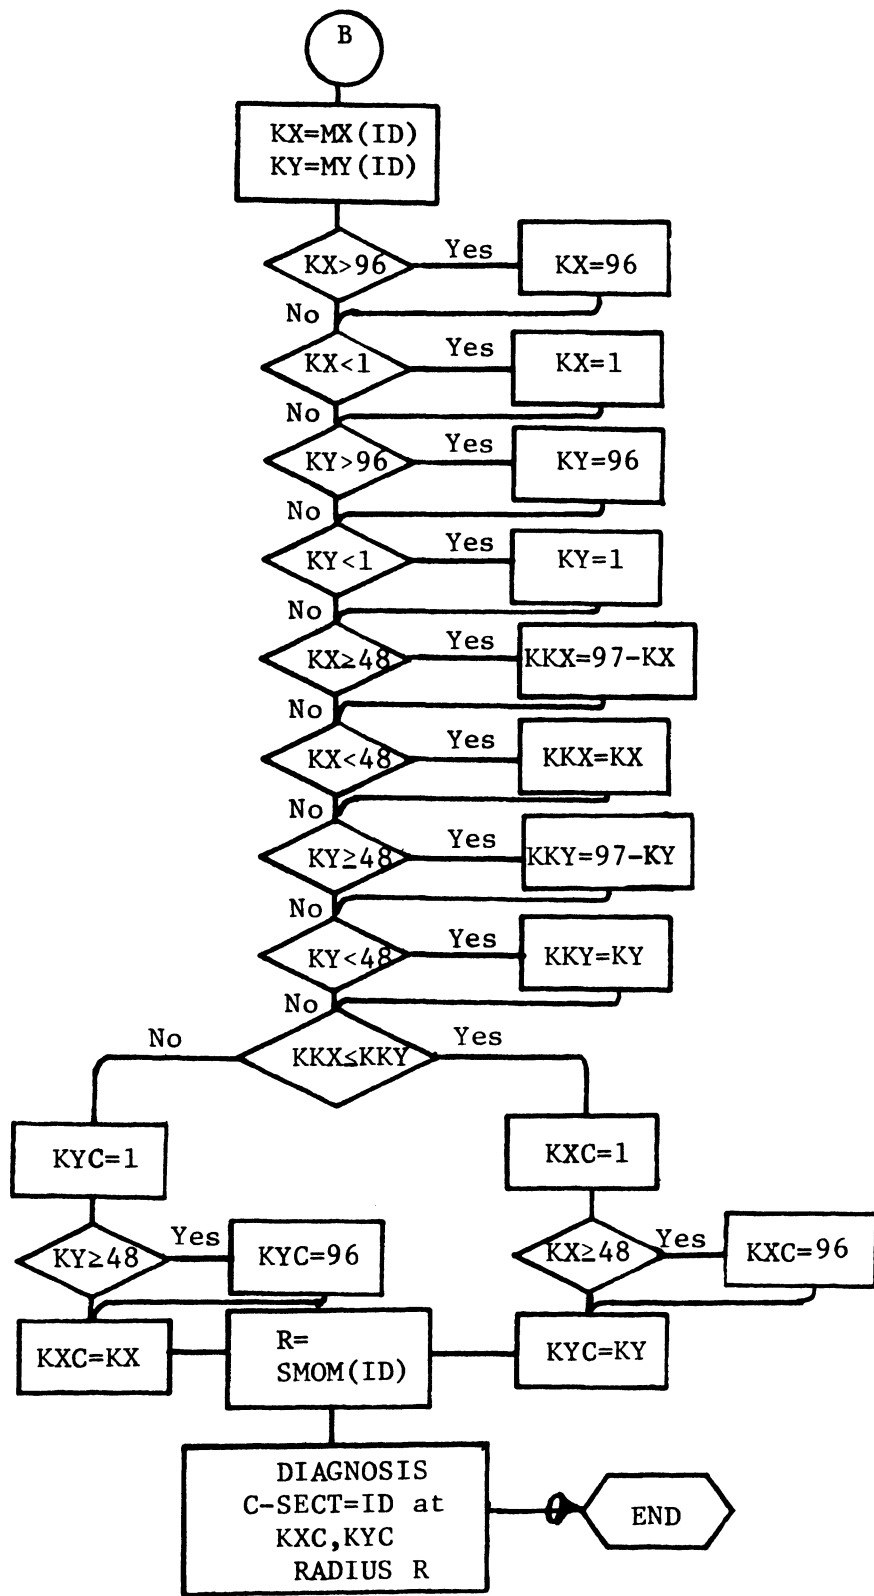 B
KX=MX(ID)
KY=MY(ID)
KX>96
Yes
KX=96
No
KX<1
Yes
KX=1
No
KY>96
Yes
KY=96
No
KY<1
Yes
KY=1
No
KX≥48
Yes
KKX=97-KX
No
KX<48
Yes
KKX=KX
No
KY≥48
Yes
KKY=97-KY
No
KY<48
Yes
KKY=KY
No
No
KKX≤KKY
Yes
KYC=1
KXC=1
KY≥48
Yes
KYC=96
KX≥48
Yes
KXC=96
KXC=KX
R=
SMOM(ID)
KYC=KY
DIAGNOSIS
C-SECT=ID at
KXC,KYC
RADIUS R
END